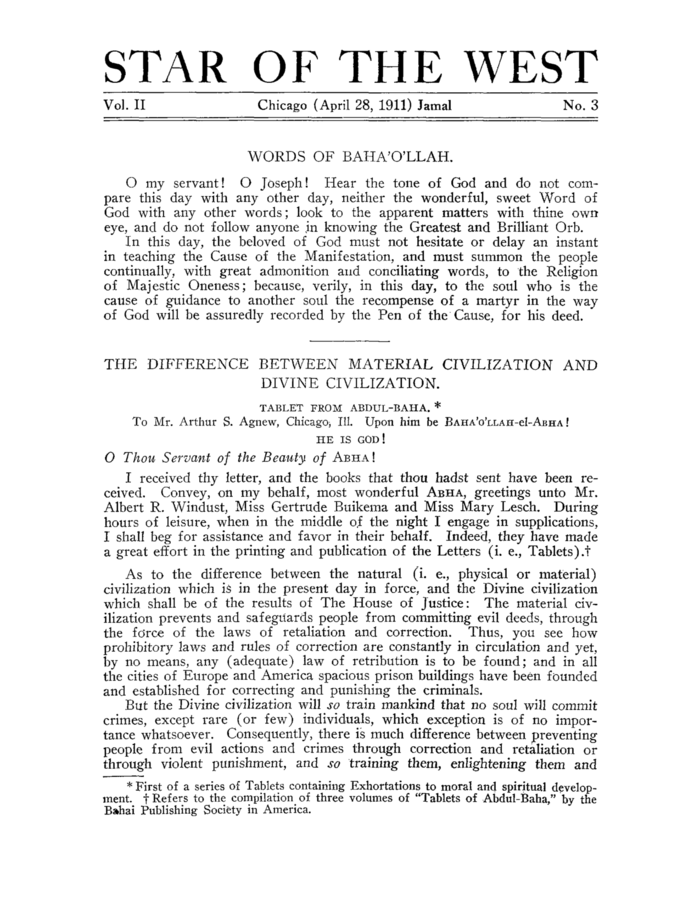 STAR OF THE WEST
Vol. II Chicago (April 28, 1911) Jamal No. 3
WORDS OF BAHA'O'LLAH.
O my servant! O Joseph! Hear the tone of God and do not com-
pare this day with any other day, neither the wonderful, sweet Word of
God with any other words; look to the apparent matters with thine own
eye, and do not follow anyone in knowing the Greatest and Brilliant Orb.
In this day, the beloved of God must not hesitate or delay an instant
in teaching the Cause of the Manifestation, and must summon the people
continually, with great admonition and conciliating words, to the Religion
of Majestic Oneness; because, verily, in this day, to the soul who is the
cause of guidance to another soul the recompense of a martyr in the way
of God will be assuredly recorded by the Pen of the Cause, for his deed.
THE DIFFERENCE BETWEEN MATERIAL CIVILIZATION AND
DIVINE CIVILIZATION.
TABLET FROM ABDUL-BAHA.*
To Mr. Arthur S. Agnew, Chicago, Ill. Upon him be BAHA'O'LLAH-el-ABHA!
HE IS GOD!
O Thou Servant of the Beauty of ABHA!
I received thy letter, and the books that thou hadst sent have been re-
ceived. Convey, on my behalf, most wonderful ABHA, greetings unto Mr.
Albert R. Windust, Miss Gertrude Buikema and Miss Mary Lesch. During
hours of leisure, when in the middle of the night I engage in supplications,
I shall beg for assistance and favor in their behalf. Indeed, they have made
a great effort in the printing and publication of the Letters (i. e., Tablets).†
As to the difference between the natural (i. e., physical or material)
civilization which is in the present day in force, and the Divine civilization
which shall be of the results of The House of Justice: The material civ-
ilization prevents and safeguards people from committing evil deeds, through
the force of the laws of retaliation and correction. Thus, you see how
prohibitory laws and rules of correction are constantly in circulation and yet,
by no means, any (adequate) law of retribution is to be found; and in all
the cities of Europe and America spacious prison buildings have been founded
and established for correcting and punishing the criminals.
But the Divine civilization will so train mankind that no soul will commit
crimes, except rare (or few) individuals, which exception is of no impor-
tance whatsoever. Consequently, there is much difference between preventing
people from evil actions and crimes through correction and retaliation or
through violent punishment, and so training them, enlightening them and
* First of a series of Tablets containing Exhortations to moral and spiritual develop-
ment. † Refers to the compilation of three volumes of "Tablets of Abdul-Baha," by the
Bahai Publishing Society in America.